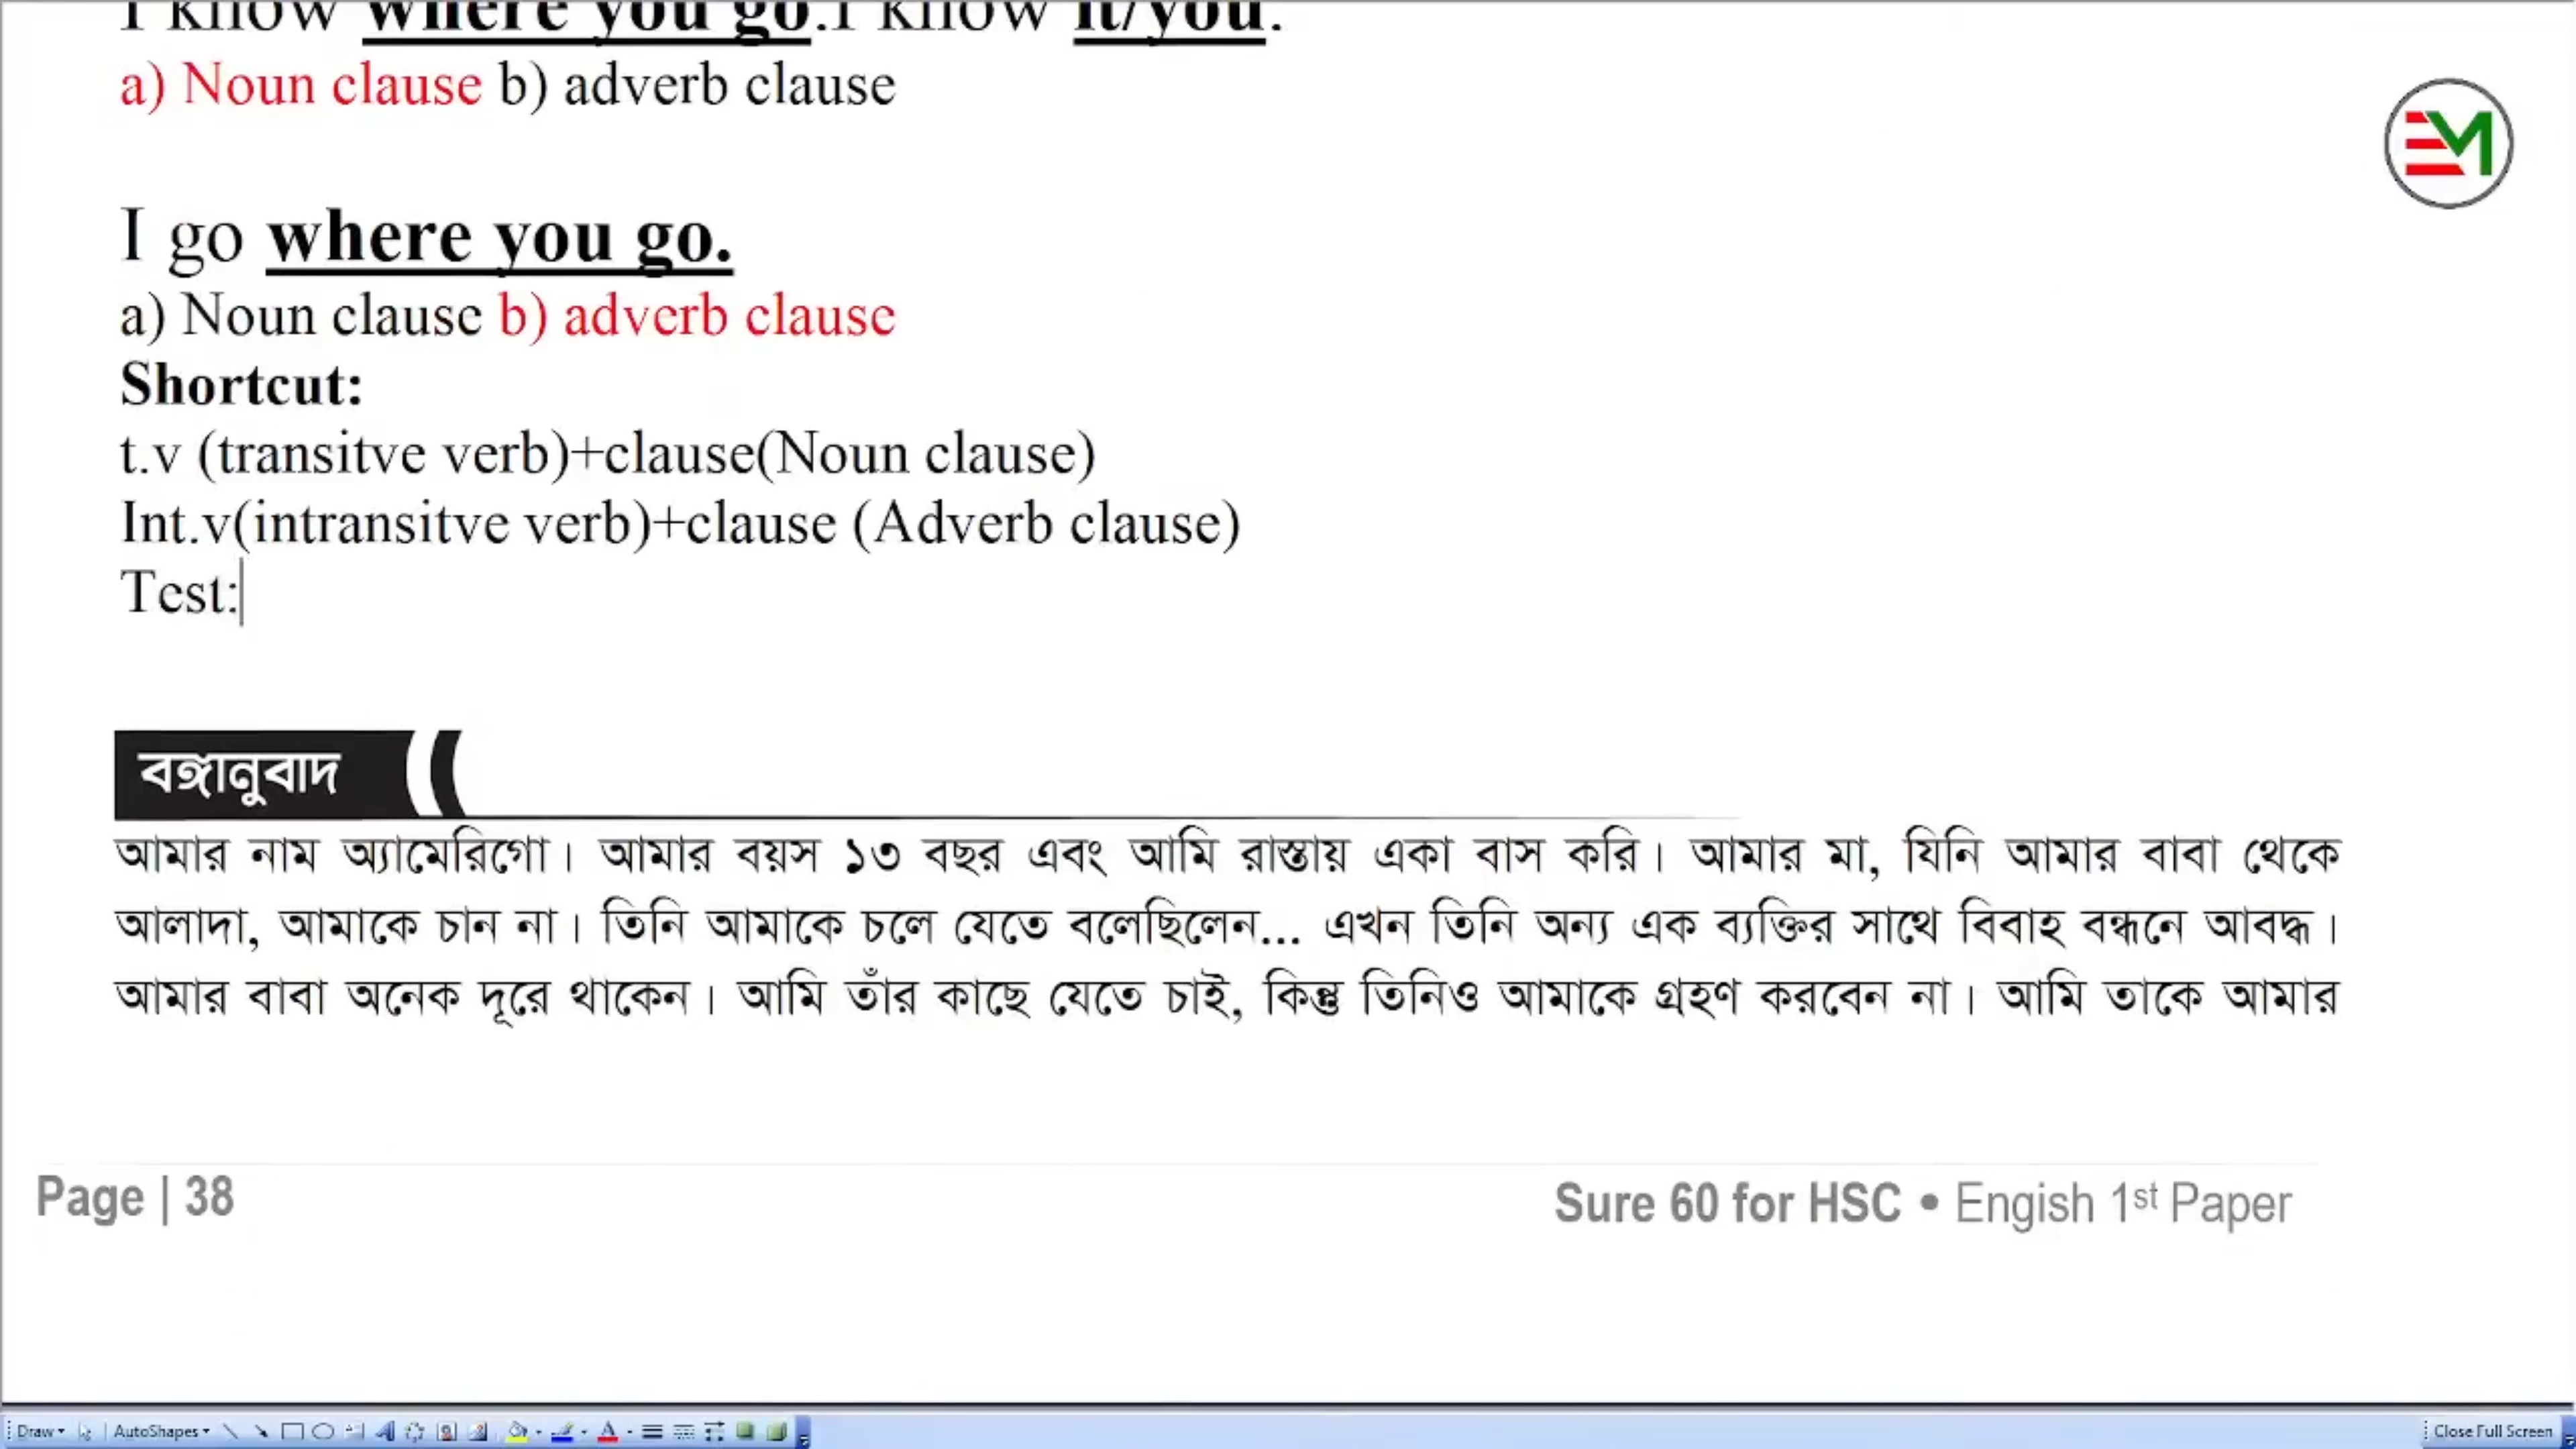 I know where you go.I know it/you.
a) Noun clause b) adverb clause
I go where you go.
a) Noun clause b) adverb clause
Shortcut:
t.v (transitve verb)+clause(Noun clause)
Int.v(intransitve verb)+clause (Adverb clause)
Test:
বঙ্গানুবাদ
আমার নাম অ্যামেরিগো। আমার বয়স ১৩ বছর এবং আমি রাস্তায় একা বাস করি। আমার মা, যিনি আমার বাবা থেকে
আলাদা, আমাকে চান না। তিনি আমাকে চলে যেতে বলেছিলেন... এখন তিনি অন্য এক ব্যক্তির সাথে বিবাহ বন্ধনে আবদ্ধ।
আমার বাবা অনেক দূরে থাকেন। আমি তাঁর কাছে যেতে চাই, কিন্তু তিনিও আমাকে গ্রহণ করবেন না। আমি তাকে আমার
Page | 38
Sure 60 for HSC • Engish 1st Paper
Draw AutoShapes Close Full Screen